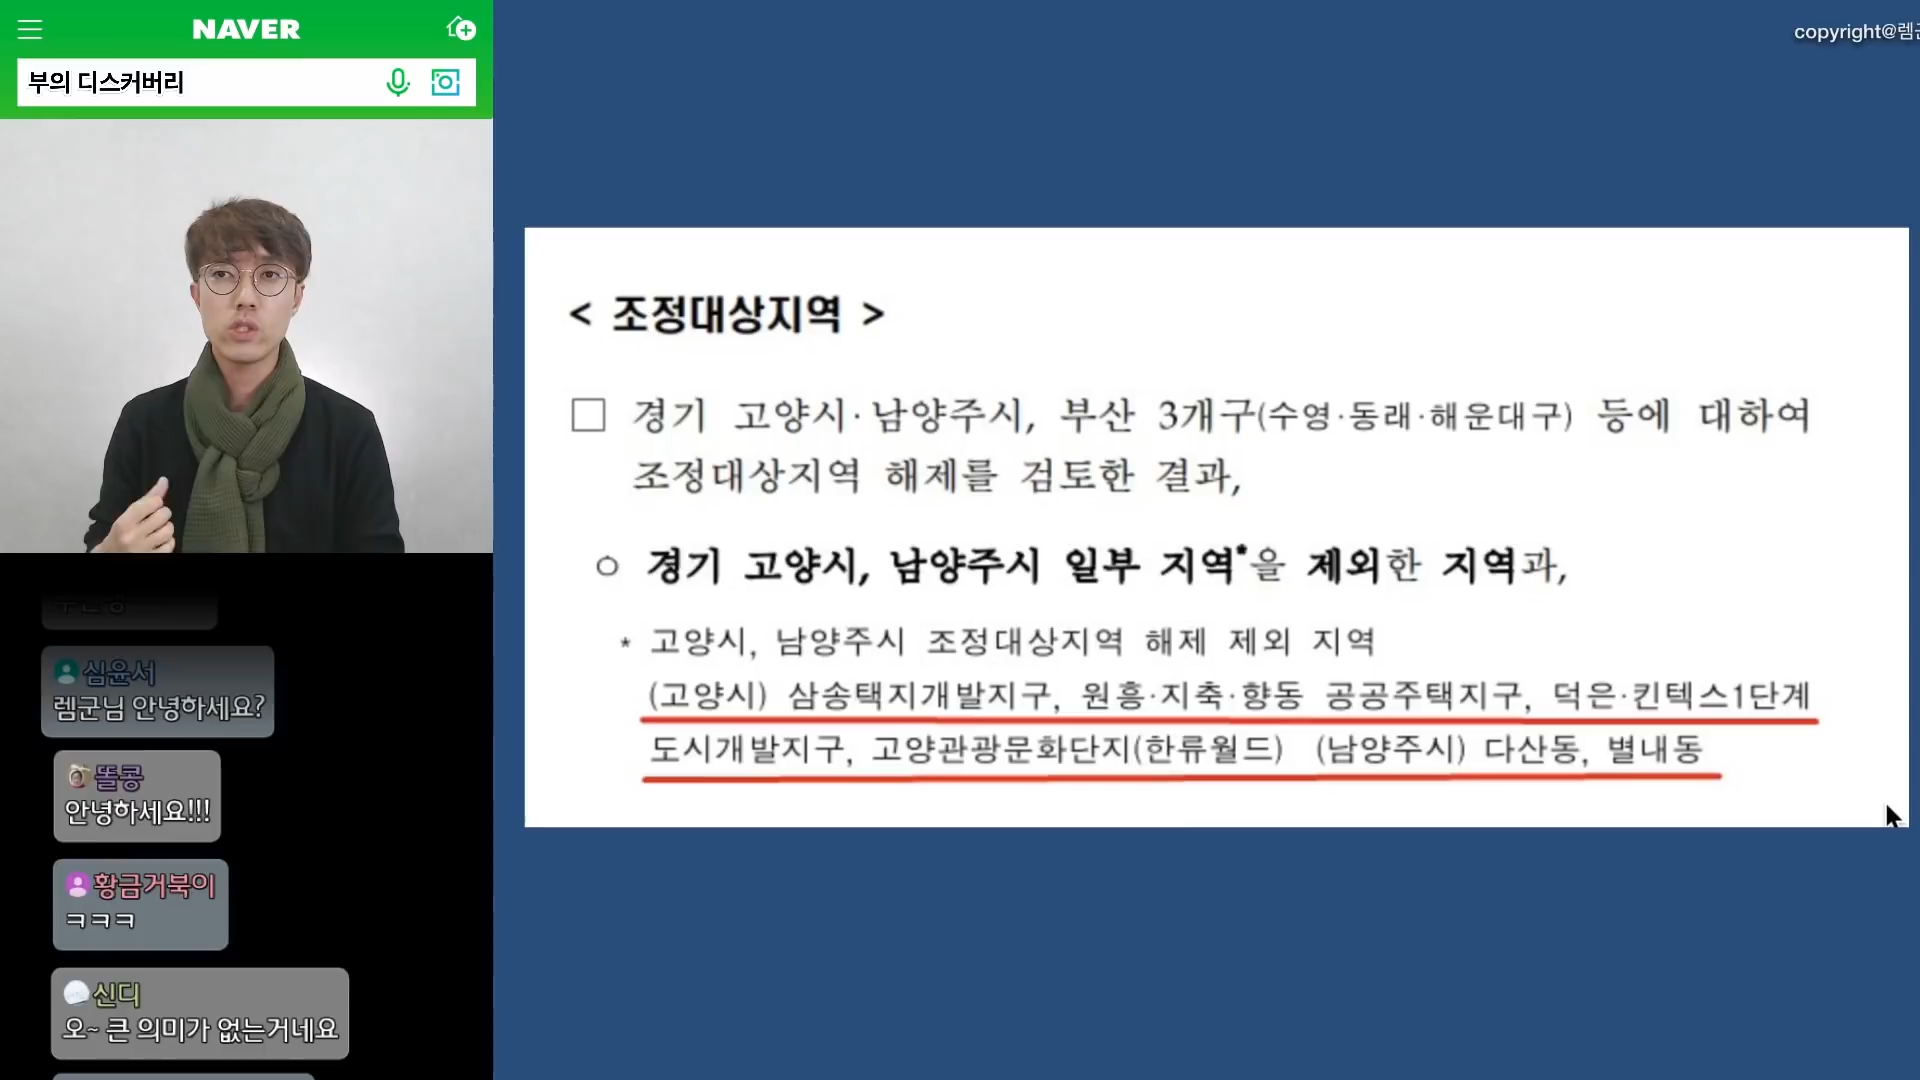 NAVER
부의 디스커버리
심윤서
렘군님 안녕하세요?
똘콩
안녕하세요!!!
황금거북이
ㅋㅋㅋ
신디
오~ 큰 의미가 없는거네요
copyright@렘
< 조정대상지역 >
□ 경기 고양시·남양주시, 부산 3개구(수영·동래·해운대구) 등에 대하여
조정대상지역 해제를 검토한 결과,
○ 경기 고양시, 남양주시 일부 지역*을 제외한 지역과,
* 고양시, 남양주시 조정대상지역 해제 제외 지역
(고양시) 삼송택지개발지구, 원흥·지축·향동 공공주택지구, 덕은·킨텍스1단계
도시개발지구, 고양관광문화단지(한류월드) (남양주시) 다산동, 별내동